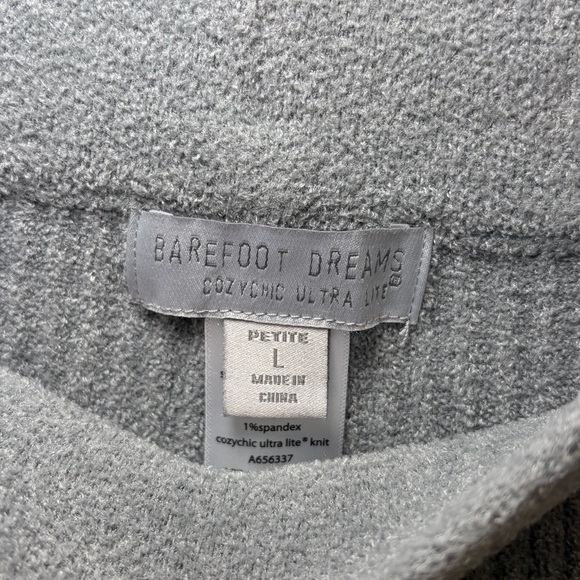 BAREFOOT DREAMS
COZYCHIC ULTRA LITE®
PETITE
L
MADE IN
CHINA
1%spandex
cozychic ultra lite® knit
A656337